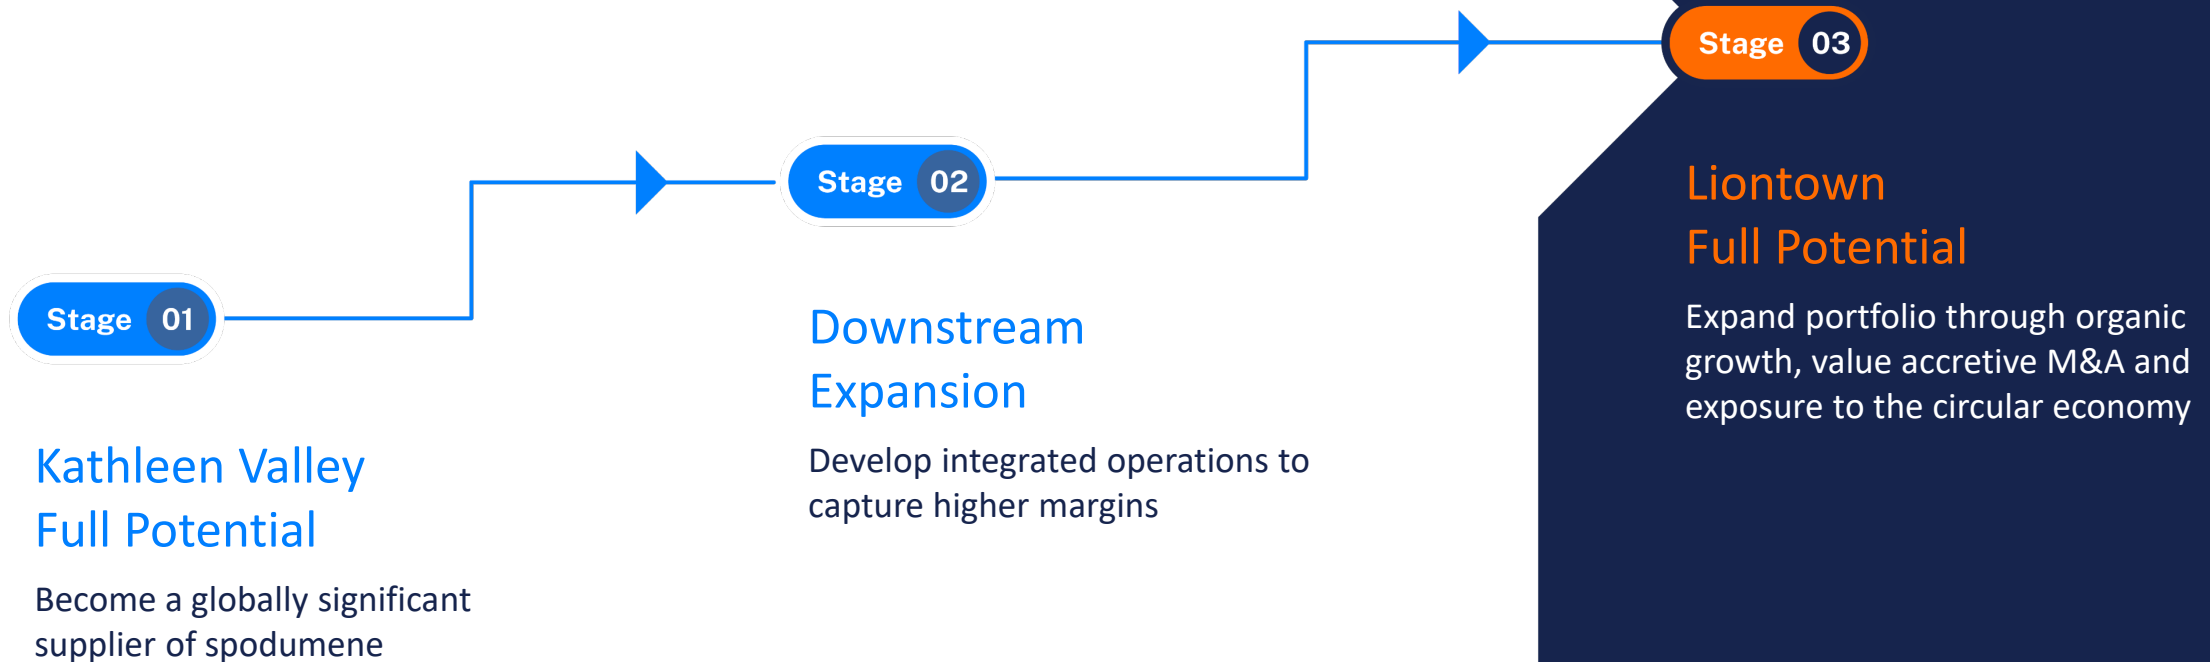 Stage 01
Kathleen Valley
Full Potential
Become a globally significant
supplier of spodumene
Stage 02
Downstream
Expansion
Develop integrated operations to
capture higher margins
Stage 03
Liontown
Full Potential
Expand portfolio through organic
growth, value accretive M&A and
exposure to the circular economy